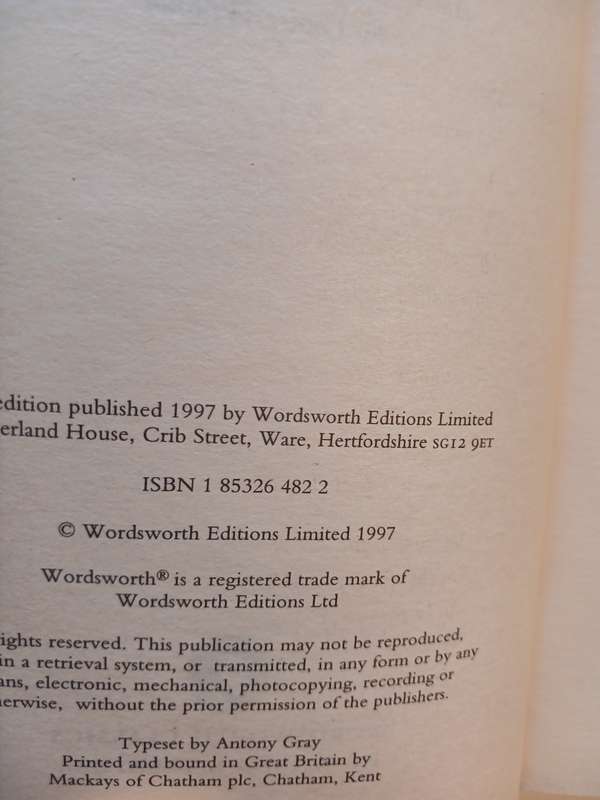 edition published 1997 by Wordsworth Editions Limited
erland House, Crib Street, Ware, Hertfordshire SG12 9ET
ISBN 1 85326 482 2
© Wordsworth Editions Limited 1997
Wordsworth® is a registered trade mark of
Wordsworth Editions Ltd
ights reserved. This publication may not be reproduced,
in a retrieval system, or transmitted, in any form or by any
ans, electronic, mechanical, photocopying, recording or
erwise, without the prior permission of the publishers.
Typeset by Antony Gray
Printed and bound in Great Britain by
Mackays of Chatham plc, Chatham, Kent